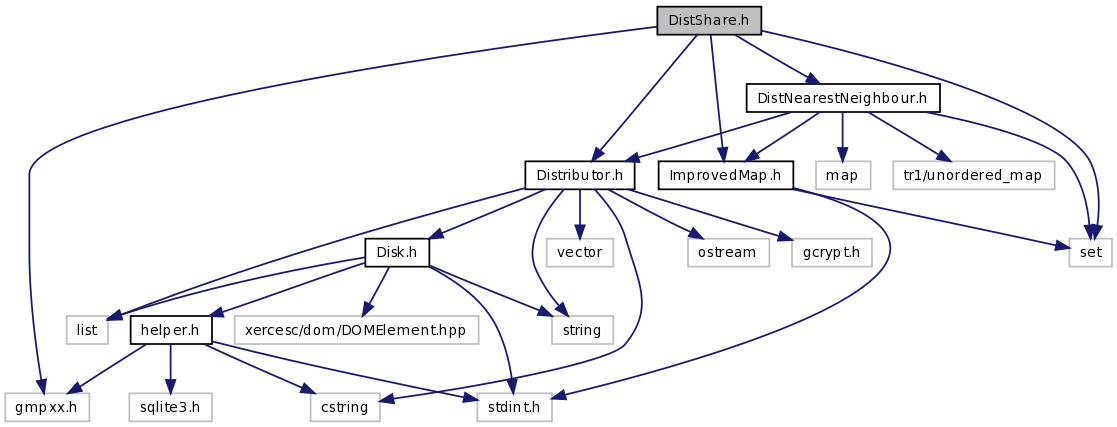 DistShare.h
DistNearestNeighbour.h
Distributor.h
ImprovedMap.h
map
tr1/unordered_map
Disk.h
vector
ostream
gcrypt.h
set
list
helper.h
xercesc/dom/DOMElement.hpp
string
gmpxx.h
sqlite3.h
cstring
stdint.h